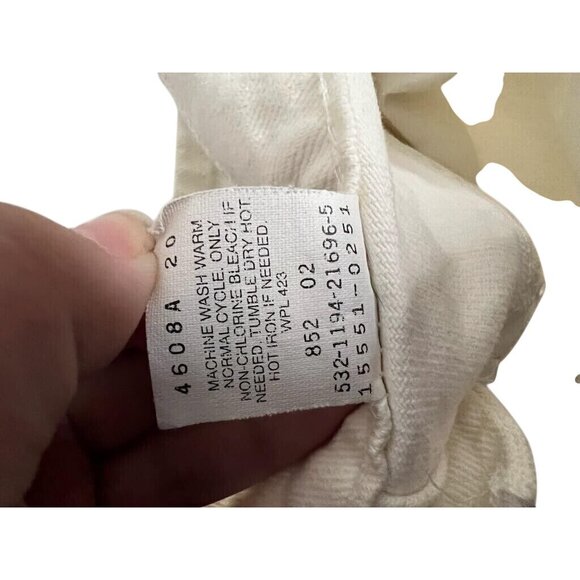 4608A 20
MACHINE WASH WARM
NORMAL CYCLE. ONLY
NON-CHLORINE BLEACH IF
NEEDED. TUMBLE DRY HOT
HOT IRON IF NEEDED.
WPL 423
852 02
532-1194-21696-5
15551-0251